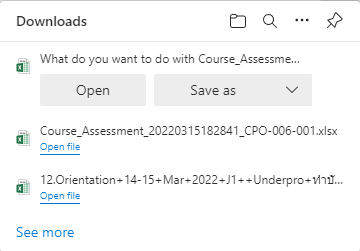 Downloads
What do you want to do with Course_Assessme...
Open
Save as
Course_Assessment_20220315182841_CPO-006-001.xlsx
Open file
12.Orientation+14-15+Mar+2022+J1++Underpro+ทำบั...
Open file
See more